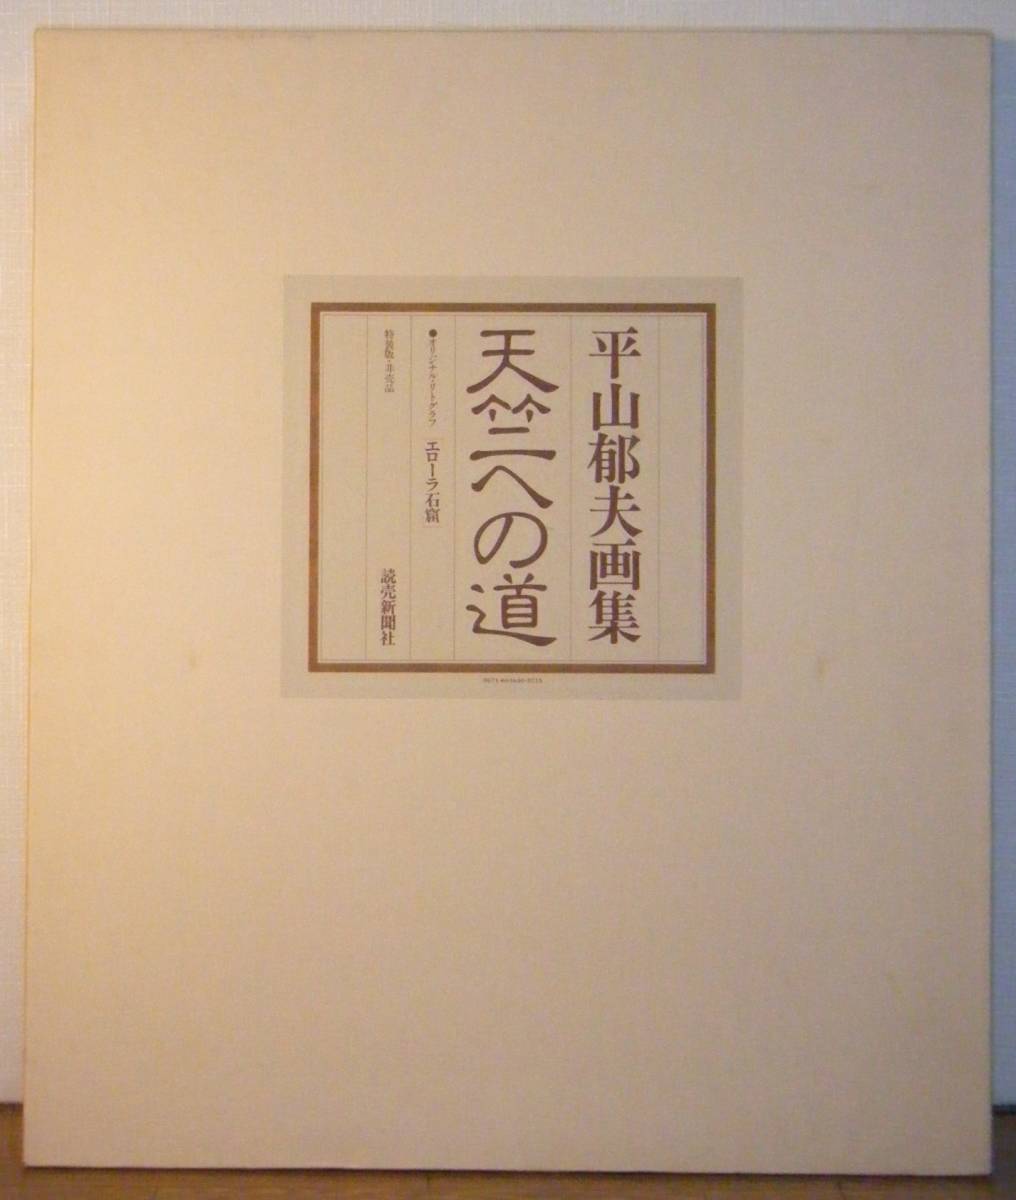 平山郁夫画集
天竺への道
●オリジナル・リトグラフ「エローラ石窟」
特装版・非売品
読売新聞社